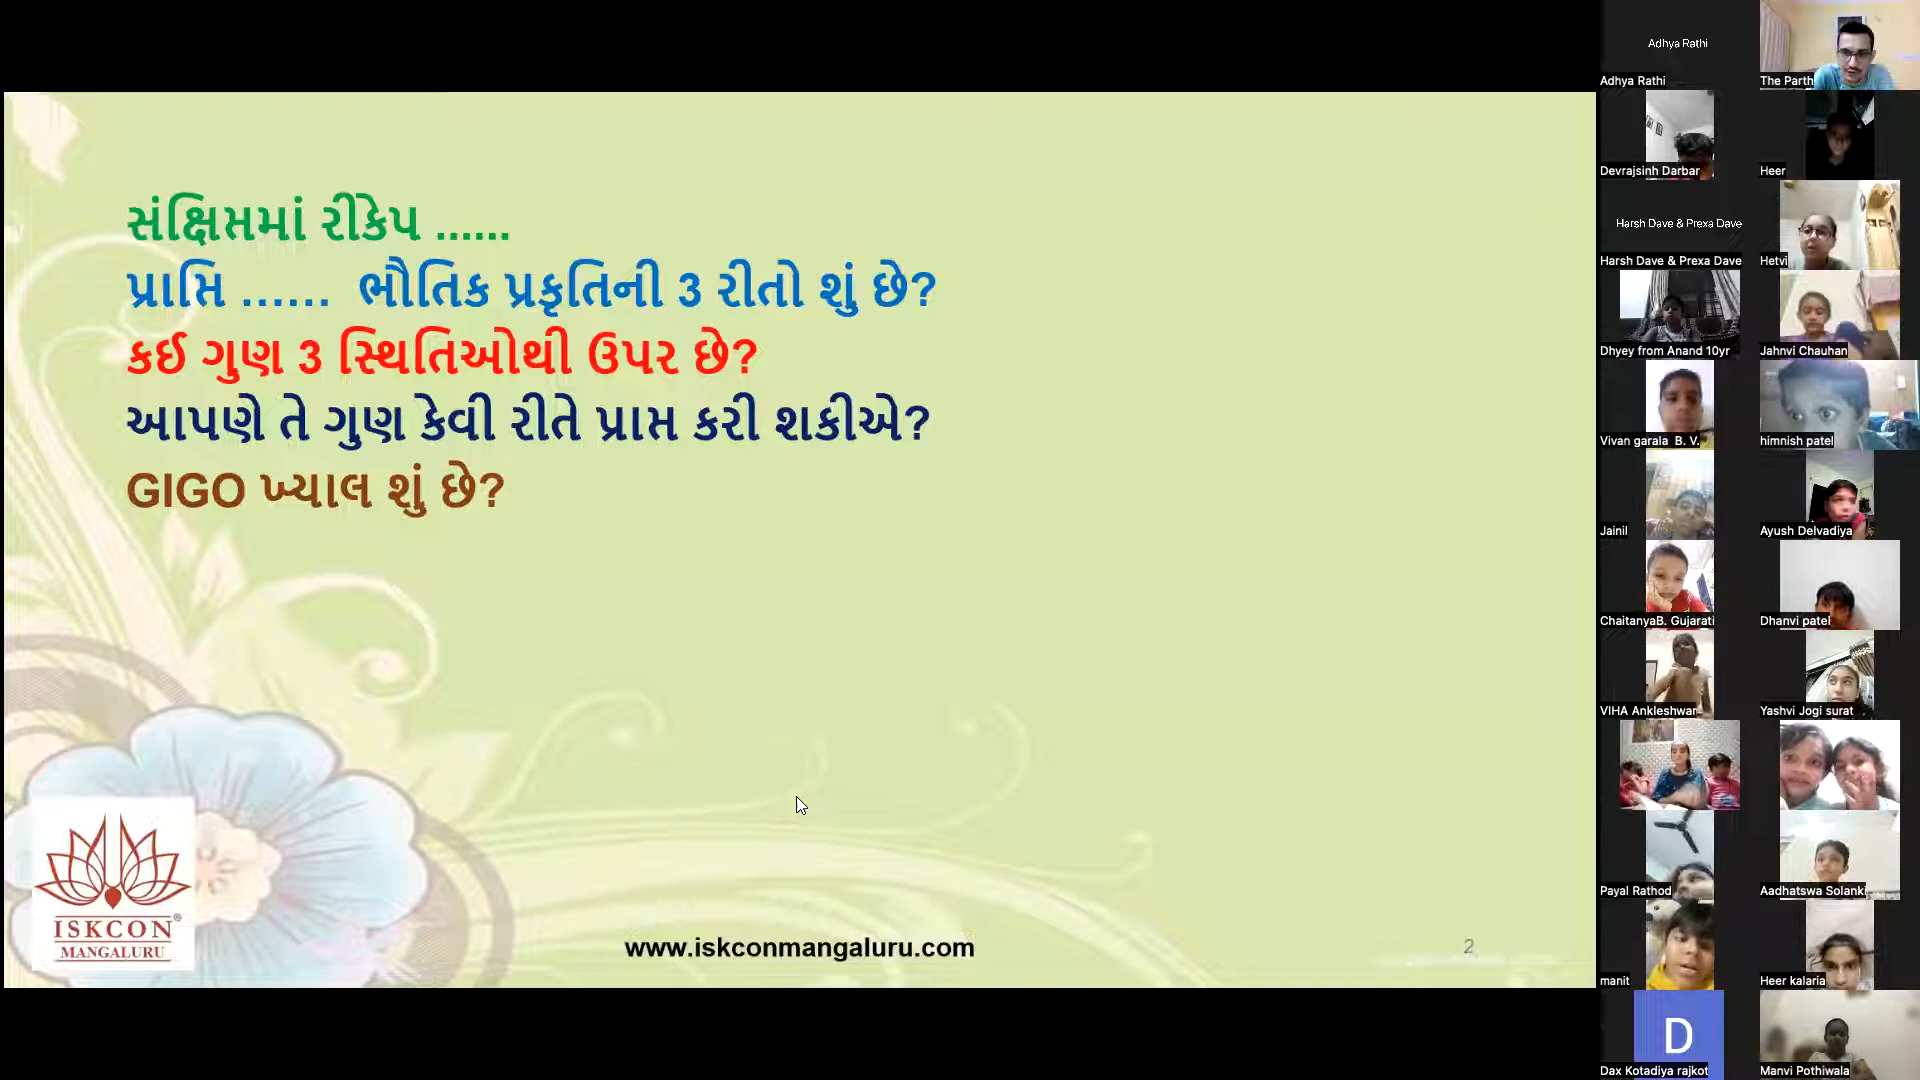 સંક્ષિપ્તમાં રીકેપ ......
પ્રાપ્તિ ...... ભૌતિક પ્રકૃતિની 3 રીતો શું છે?
કઈ ગુણ 3 સ્થિતિઓથી ઉપર છે?
આપણે તે ગુણ કેવી રીતે પ્રાપ્ત કરી શકીએ?
GIGO ખ્યાલ શું છે?
ISKCON®
MANGALURU
www.iskconmangaluru.com
2
Adhya Rathi
Adhya Rathi
The Parth
Devrajsinh Darbar
Heer
Harsh Dave & Prexa Dave
Harsh Dave & Prexa Dave
Hetvi
Dhyey from Anand 10yr
Jahnvi Chauhan
Vivan garala B. V.
himnish patel
Jainil
Ayush Delvadiya
ChaitanyaB. Gujarati
Dhanvi patel
VIHA Ankleshwar
Yashvi Jogi surat
Payal Rathod
Aadhatswa Solanki
manit
Heer kalaria
D
Dax Kotadiya rajkot
Manvi Pothiwala